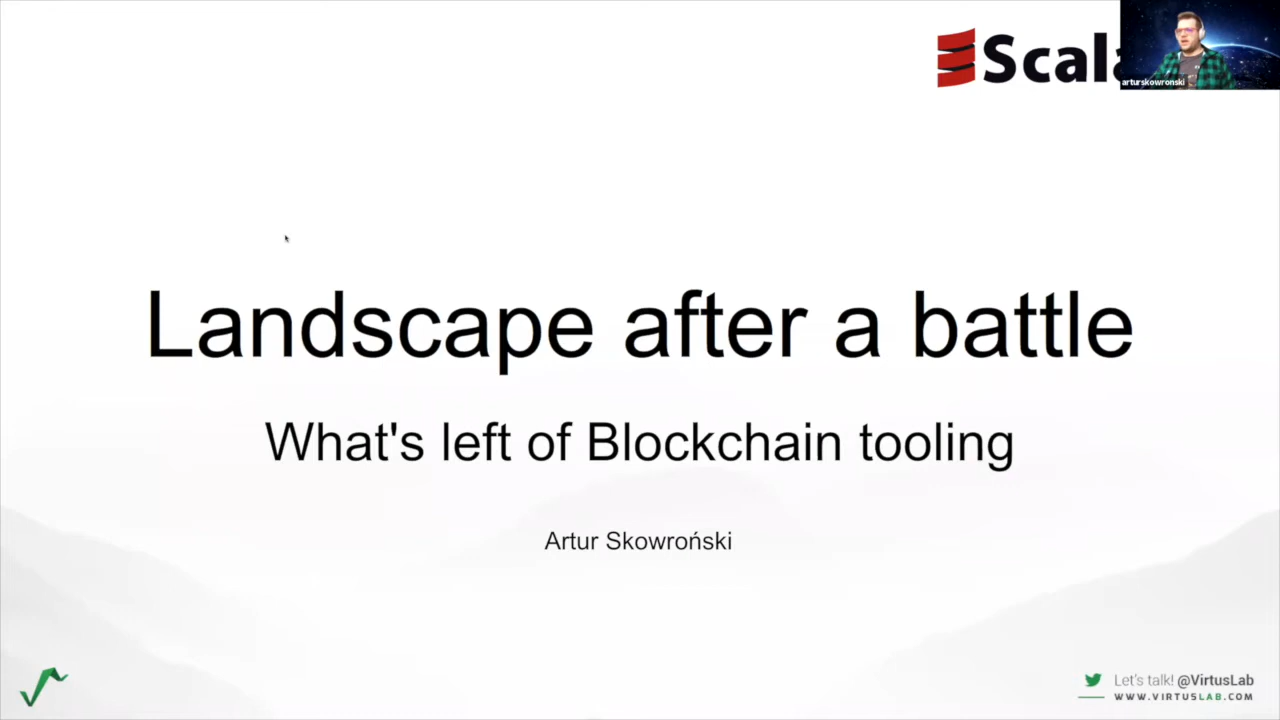 Scala
arturskowronski
Landscape after a battle
What's left of Blockchain tooling
Artur Skowroński
Let's talk! @VirtusLab
WWW.VIRTUSLAB.COM